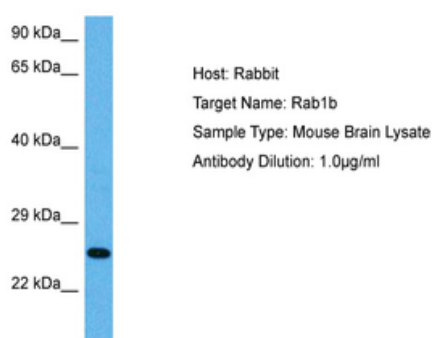 90 kDa__
65 kDa__
Host: Rabbit
Target Name: Rab1b
Sample Type: Mouse Brain Lysate
40 kDa__
Antibody Dilution: 1.0µg/ml
29 kDa__
22 kDa__